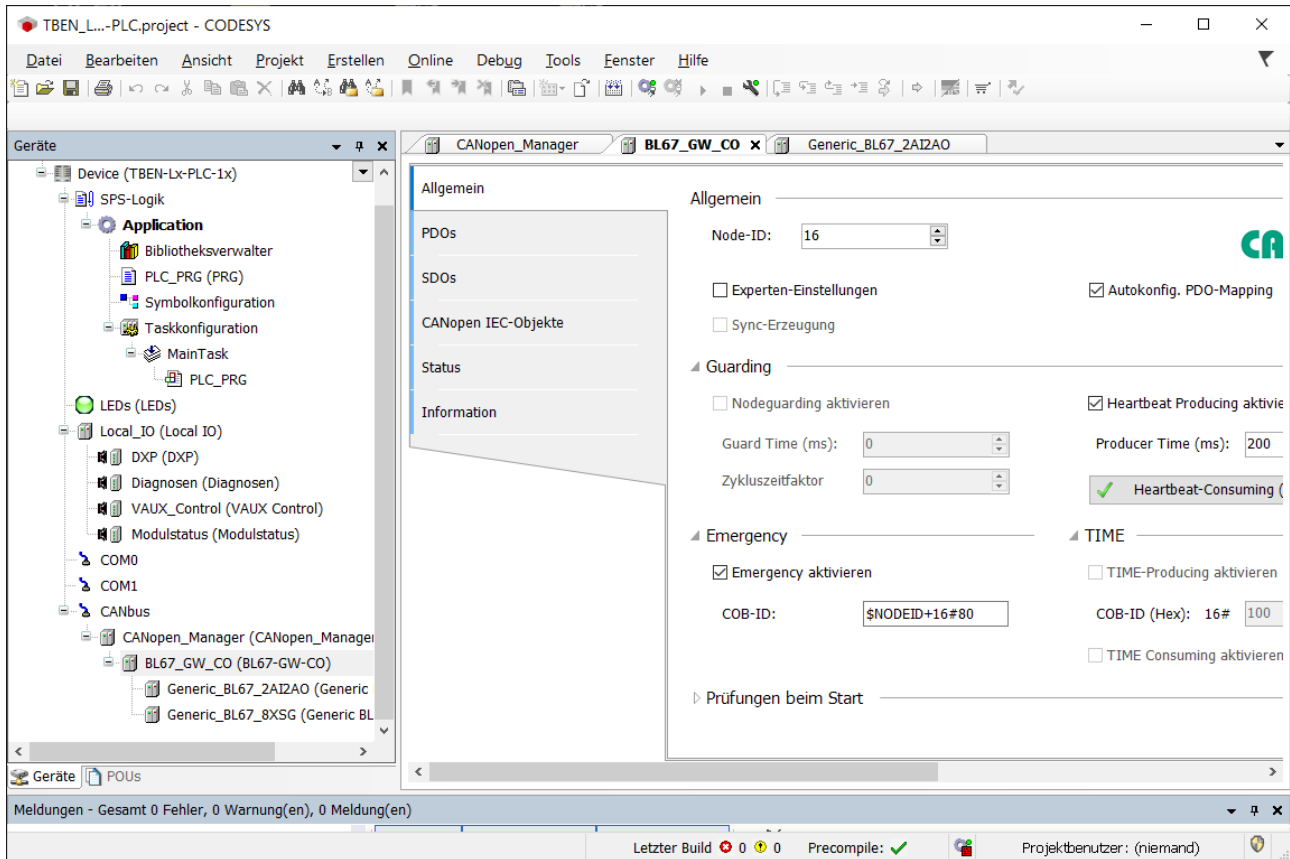 TBEN_L...-PLC.project - CODESYS
Datei Bearbeiten Ansicht Projekt Erstellen Online Debug Tools Fenster Hilfe
Geräte
Device (TBEN-Lx-PLC-1x)
SPS-Logik
Application
Bibliotheksverwalter
PLC_PRG (PRG)
Symbolkonfiguration
Taskkonfiguration
MainTask
PLC_PRG
LEDs (LEDs)
Local_IO (Local IO)
DXP (DXP)
Diagnosen (Diagnosen)
VAUX_Control (VAUX Control)
Modulstatus (Modulstatus)
COM0
COM1
CANbus
CANopen_Manager (CANopen_Manager
BL67_GW_CO (BL67-GW-CO)
Generic_BL67_2AI2AO (Generic
Generic_BL67_8XSG (Generic BL
Geräte POUs
CANopen_Manager BL67_GW_CO Generic_BL67_2AI2AO
Allgemein
PDOs
SDOs
CANopen IEC-Objekte
Status
Information
Allgemein
Node-ID: 16
CA
Experten-Einstellungen Autokonfig. PDO-Mapping
Sync-Erzeugung
Guarding
Nodeguarding aktivieren Heartbeat Producing aktivie
Guard Time (ms): 0 Producer Time (ms): 200
Zykluszeitfaktor 0 Heartbeat-Consuming (
Emergency TIME
Emergency aktivieren TIME-Producing aktivieren
COB-ID: $NODEID+16#80 COB-ID (Hex): 16# 100
TIME Consuming aktivieren
Prüfungen beim Start
Meldungen - Gesamt 0 Fehler, 0 Warnung(en), 0 Meldung(en)
Letzter Build 0 0 Precompile: Projektbenutzer: (niemand)